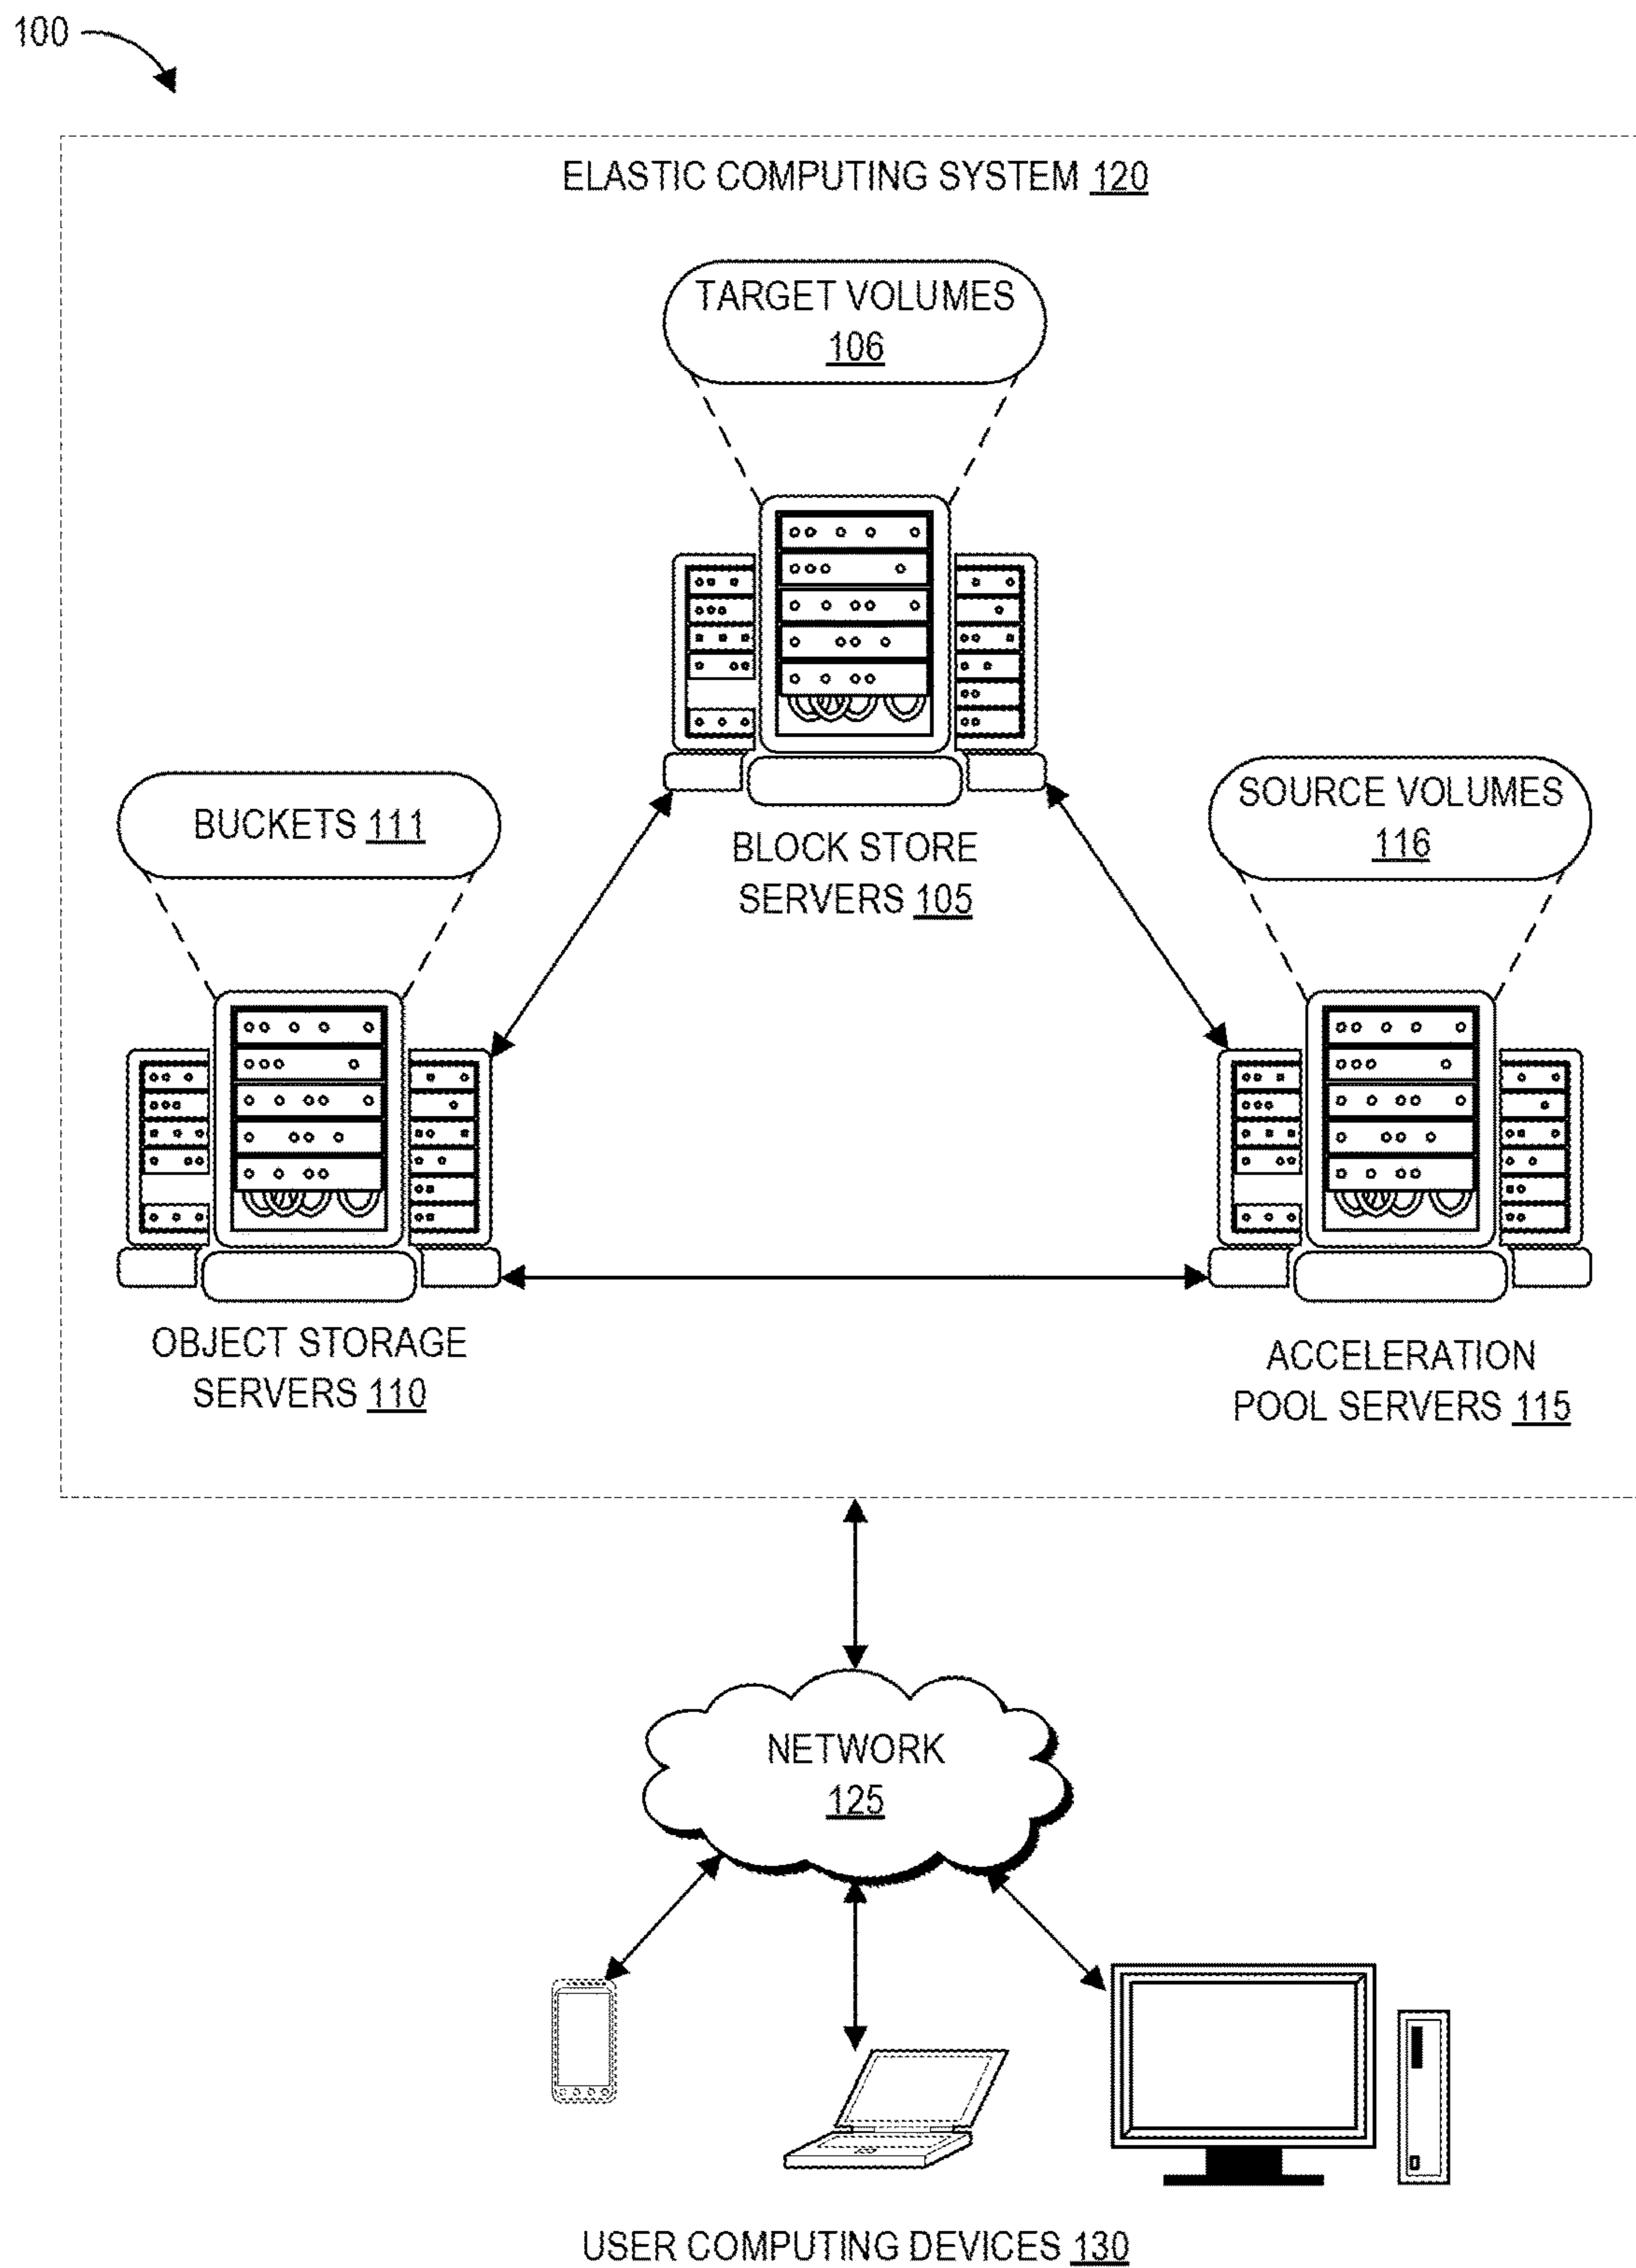 100
ELASTIC COMPUTING SYSTEM 120
TARGET VOLUMES
106
BLOCK STORE
SERVERS 105
BUCKETS 111
SOURCE VOLUMES
116
OBJECT STORAGE
SERVERS 110
ACCELERATION
POOL SERVERS 115
NETWORK
125
USER COMPUTING DEVICES 130